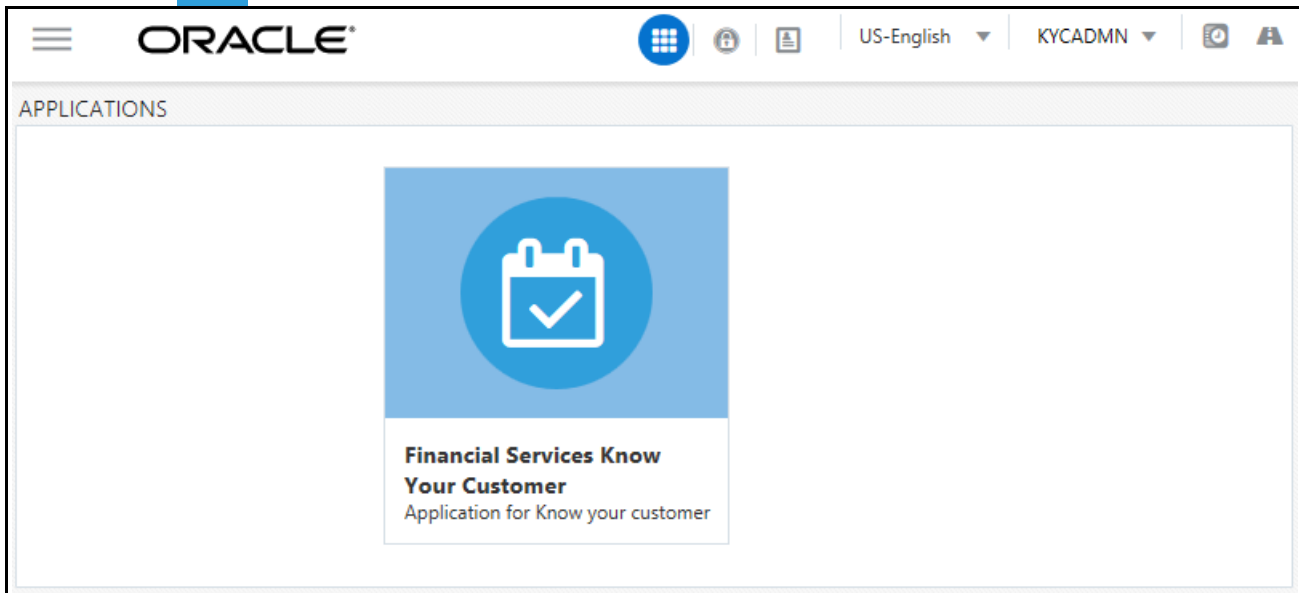 ORACLE
US-English
KYCADMN
APPLICATIONS
Financial Services Know
Your Customer
Application for Know your customer